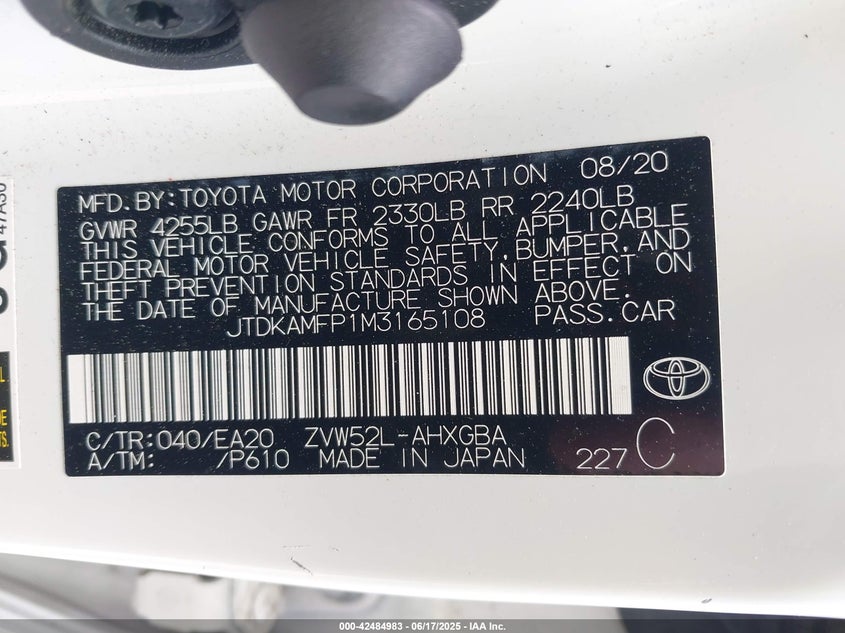 MFD.BY:TOYOTA MOTOR CORPORATION 08/20
GVWR 4255LB GAWR FR 2330LB RR 2240LB
THIS VEHICLE CONFORMS TO ALL APPLICABLE
FEDERAL MOTOR VEHICLE SAFETY,BUMPER,AND
THEFT PREVENTION STANDARDS IN EFFECT ON
THE DATE OF MANUFACTURE SHOWN ABOVE.
JTDKAMFP1M3165108 PASS.CAR
C/TR:040/EA20 ZVW52L-AHXGBA
A/TM: /P610 MADE IN JAPAN 227 C
47A30
000-42484983 - 06/17/2025 - IAA Inc.